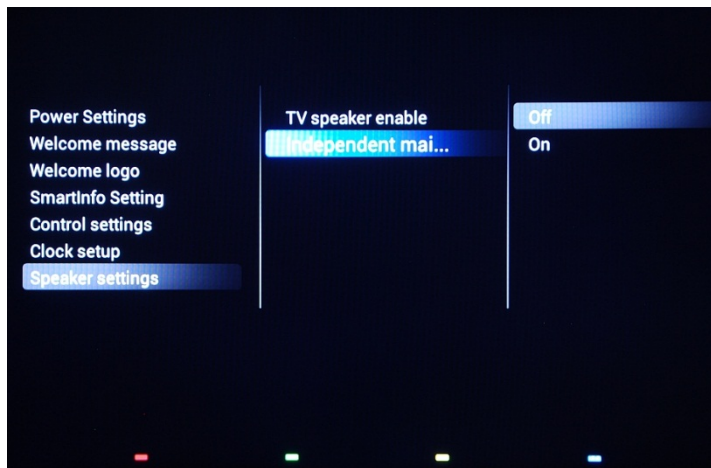 Power Settings
Welcome message
Welcome logo
SmartInfo Setting
Control settings
Clock setup
Speaker settings
TV speaker enable
Independent mai...
Off
On